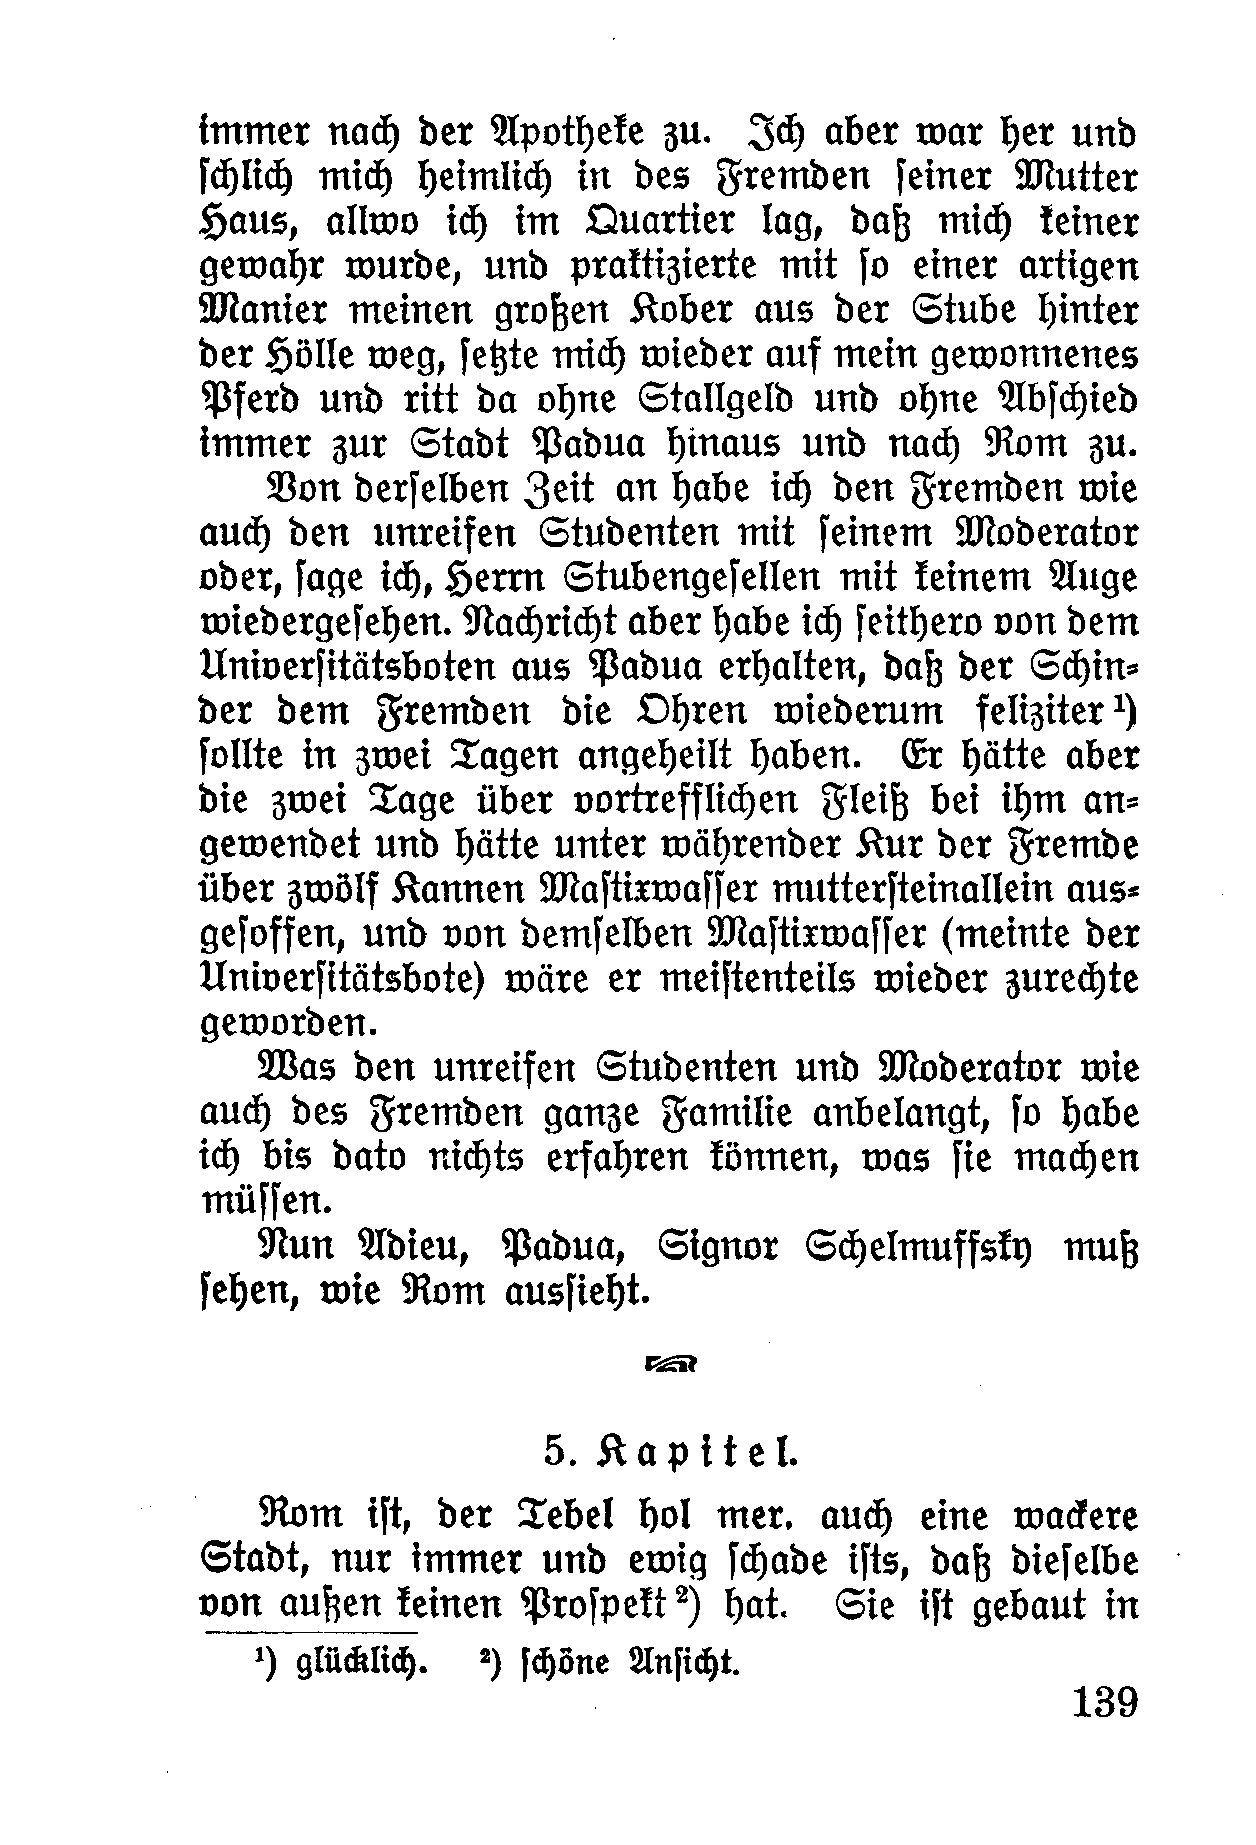 immer nach der Apotheke zu. Ich aber war her und
schlich mich heimlich in des Fremden seiner Mutter
Haus, allwo ich im Quartier lag, daß mich keiner
gewahr wurde, und praktizierte mit so einer artigen
Manier meinen großen Kober aus der Stube hinter
der Hölle weg, setzte mich wieder auf mein gewonnenes
Pferd und ritt da ohne Stallgeld und ohne Abschied
immer zur Stadt Padua hinaus und nach Rom zu.
Von derselben Zeit an habe ich den Fremden wie
auch den unreifen Studenten mit seinem Moderator
oder, sage ich, Herrn Stubengesellen mit keinem Auge
wiedergesehen. Nachricht aber habe ich seithero von dem
Universitätsboten aus Padua erhalten, daß der Schin-
der dem Fremden die Ohren wiederum feliziter ¹)
sollte in zwei Tagen angeheilt haben. Er hätte aber
die zwei Tage über vortrefflichen Fleiß bei ihm an-
gewendet und hätte unter währender Kur der Fremde
über zwölf Kannen Mastixwasser muttersteinallein aus-
gesoffen, und von demselben Mastixwasser (meinte der
Universitätsbote) wäre er meistenteils wieder zurechte
geworden.
Was den unreifen Studenten und Moderator wie
auch des Fremden ganze Familie anbelangt, so habe
ich bis dato nichts erfahren können, was sie machen
müssen.
Nun Adieu, Padua, Signor Schelmuffsky muß
sehen, wie Rom aussieht.
5. Kapitel.
Rom ist, der Tebel hol mer. auch eine wackere
Stadt, nur immer und ewig schade ists, daß dieselbe
von außen keinen Prospekt ²) hat. Sie ist gebaut in
¹) glücklich. ²) schöne Ansicht.
139